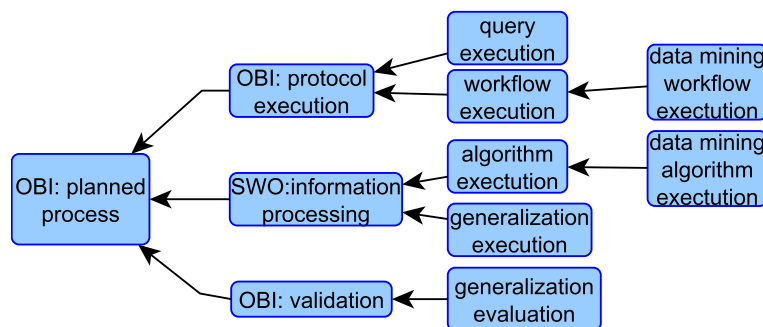 query
execution
OBI: protocol
execution
workflow
execution
data mining
workflow
exectution
OBI: planned
process
SWO:information
processing
algorithm
exectution
data mining
algorithm
exectution
generalization
execution
OBI: validation
generalization
evaluation